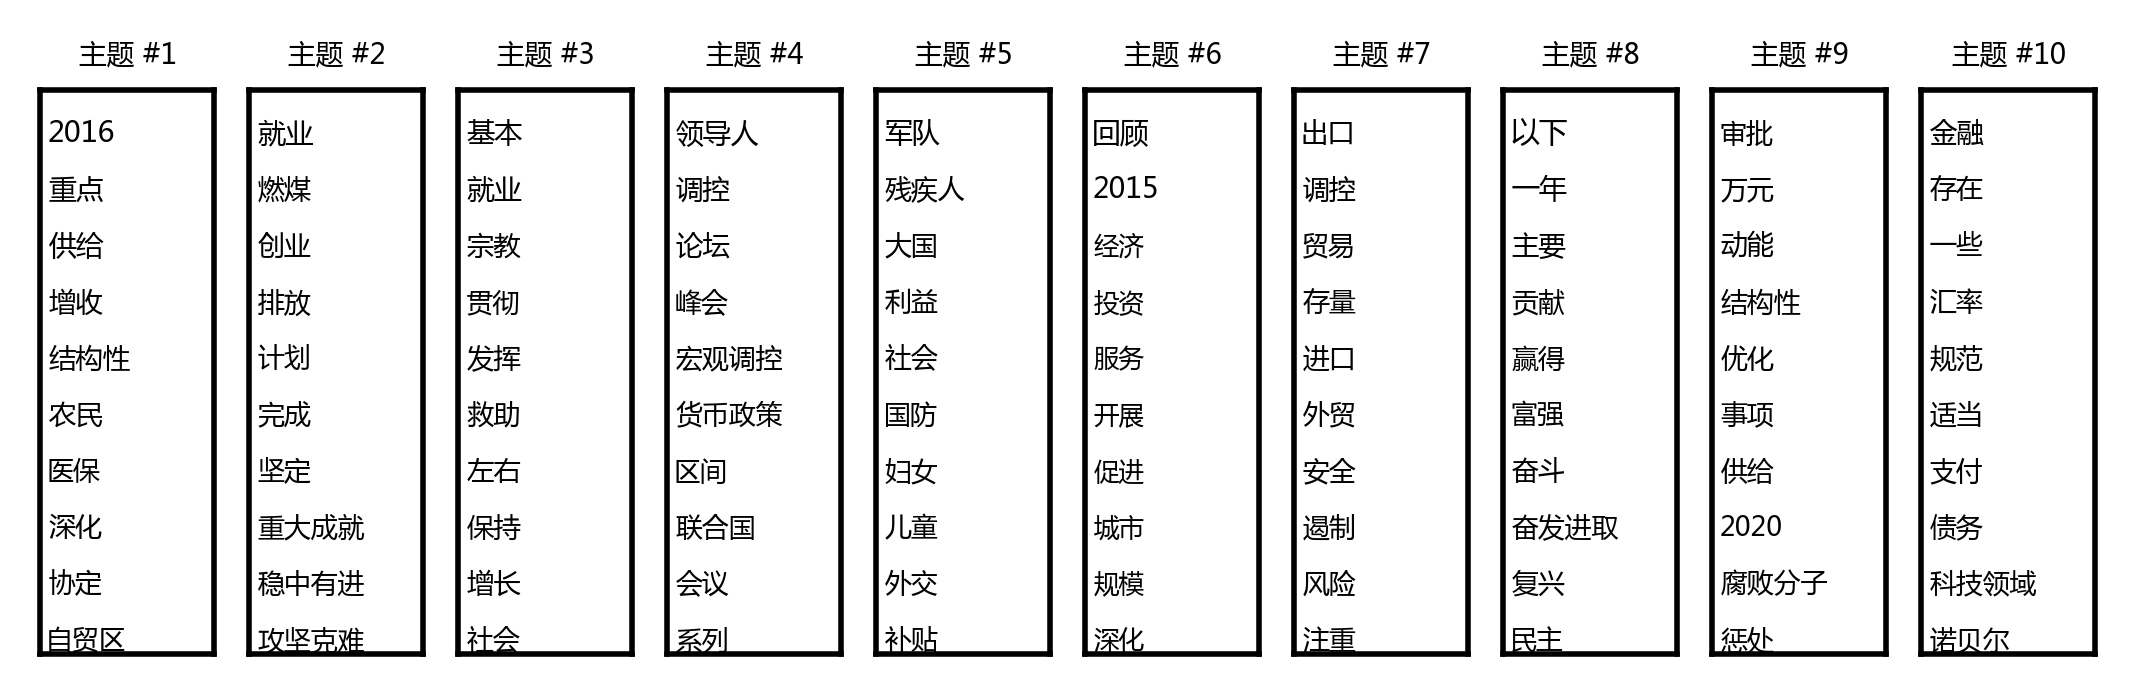 主题 #1
2016
重点
供给
增收
结构性
农民
医保
深化
协定
自贸区
主题 #2
就业
燃煤
创业
排放
计划
完成
坚定
重大成就
稳中有进
攻坚克难
主题 #3
基本
就业
宗教
贯彻
发挥
救助
左右
保持
增长
社会
主题 #4
领导人
调控
论坛
峰会
宏观调控
货币政策
区间
联合国
会议
系列
主题 #5
军队
残疾人
大国
利益
社会
国防
妇女
儿童
外交
补贴
主题 #6
回顾
2015
经济
投资
服务
开展
促进
城市
规模
深化
主题 #7
出口
调控
贸易
存量
进口
外贸
安全
遏制
风险
注重
主题 #8
以下
一年
主要
贡献
赢得
富强
奋斗
奋发进取
复兴
民主
主题 #9
审批
万元
动能
结构性
优化
事项
供给
2020
腐败分子
惩处
主题 #10
金融
存在
一些
汇率
规范
适当
支付
债务
科技领域
诺贝尔